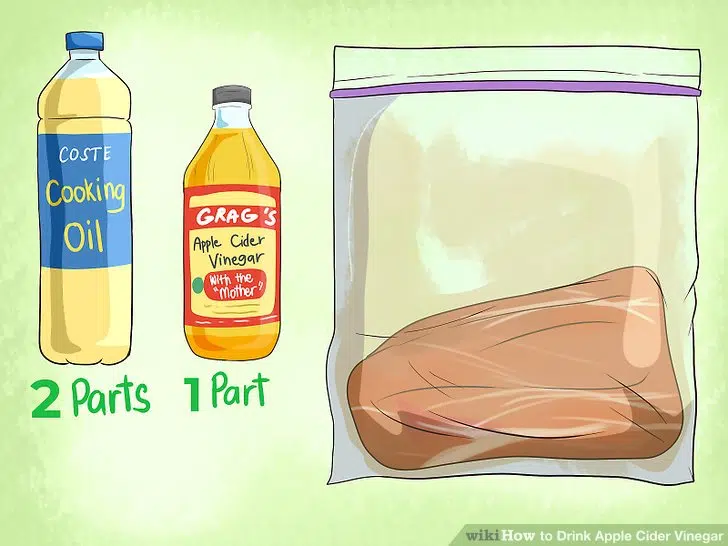 COSTE
Cooking
Oil
GRAG'S
Apple Cider
Vinegar
With the
"Mother"
2 Parts
1 Part
wikiHow to Drink Apple Cider Vinegar